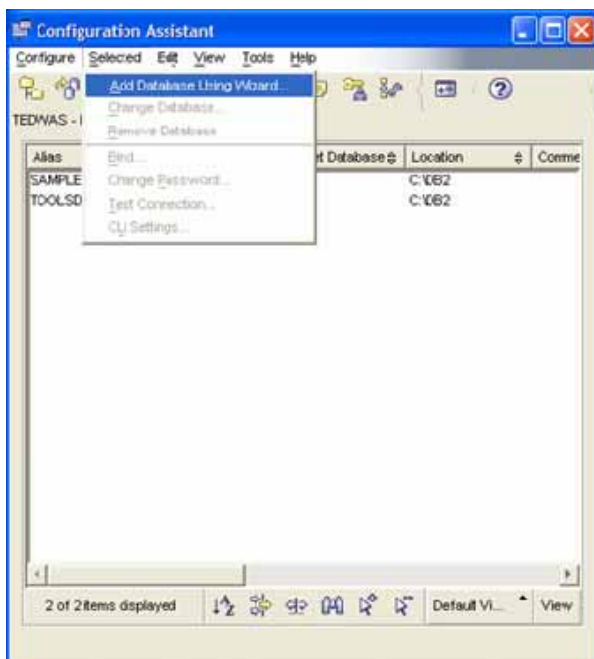 Configuration Assistant
Configure Selected Edit View Tools Help
Add Database Using Wizard...
Change Database...
Remove Database
Bind...
Change Password...
Test Connection...
CLI Settings...
TEDWAS -
Alias Database Location Comme
SAMPLE C:\DB2
TOOLSD C:\DB2
2 of 2 items displayed Default Vi... View